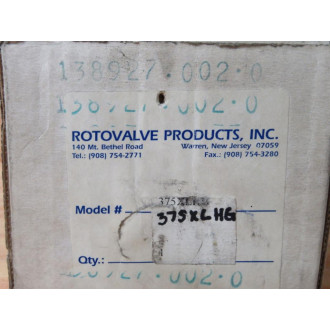 138927.002.0
138927.002.0
ROTOVALVE PRODUCTS, INC.
140 Mt. Bethel Road Warren, New Jersey 07059
Tel.: (908) 754-2771 Fax.: (908) 754-3280
375XL
Model # 375XLHG
Qty.:
38927.002.0